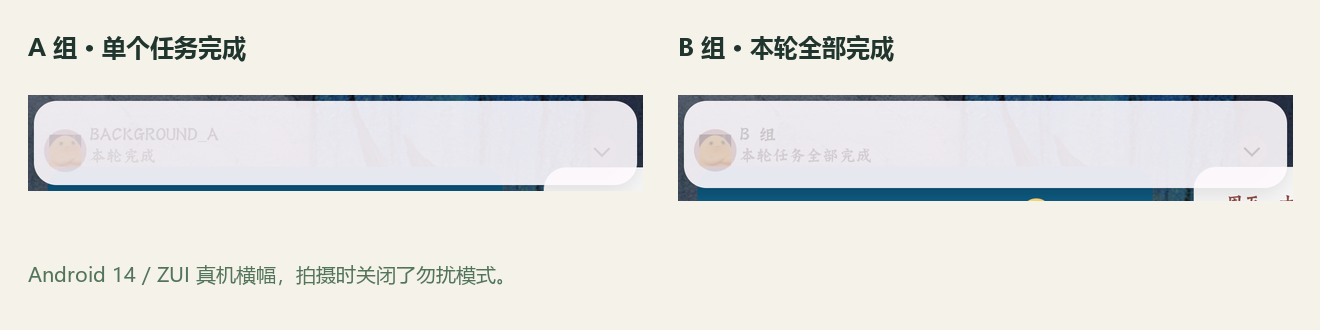 A 组 • 单个任务完成
BACKGROUND_A
本轮完成
B 组 • 本轮全部完成
B 组
本轮任务全部完成
Android 14 / ZUI 真机横幅，拍摄时关闭了勿扰模式。